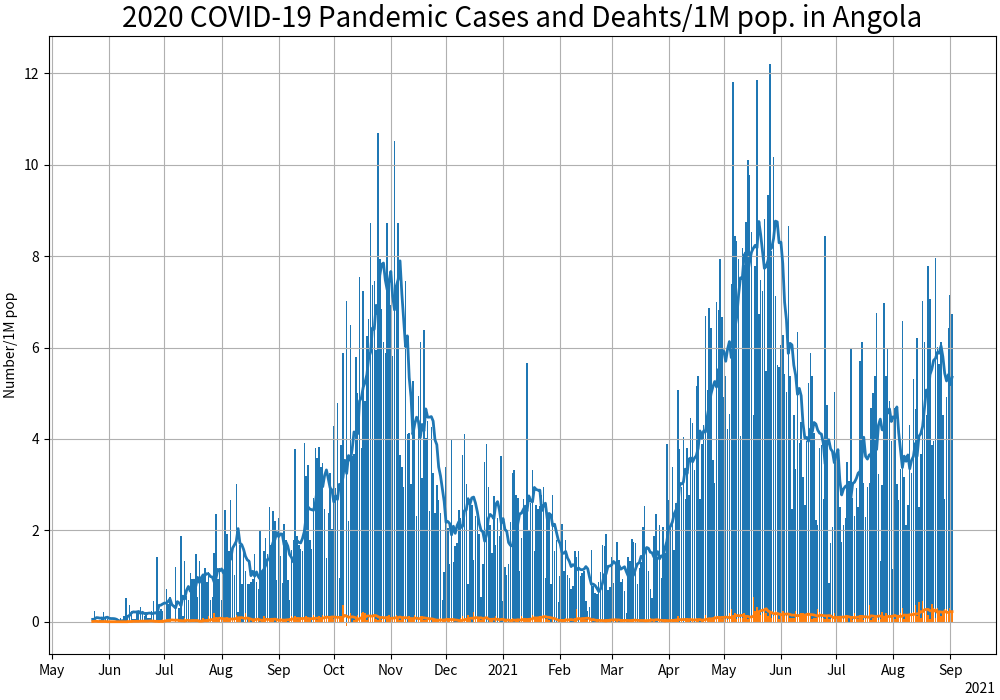 2020 COVID-19 Pandemic Cases and Deahts/1M pop. in Angola
Number/1M pop
12
10
8
6
4
2
0
May Jun Jul Aug Sep Oct Nov Dec 2021 Feb Mar Apr May Jun Jul Aug Sep
2021